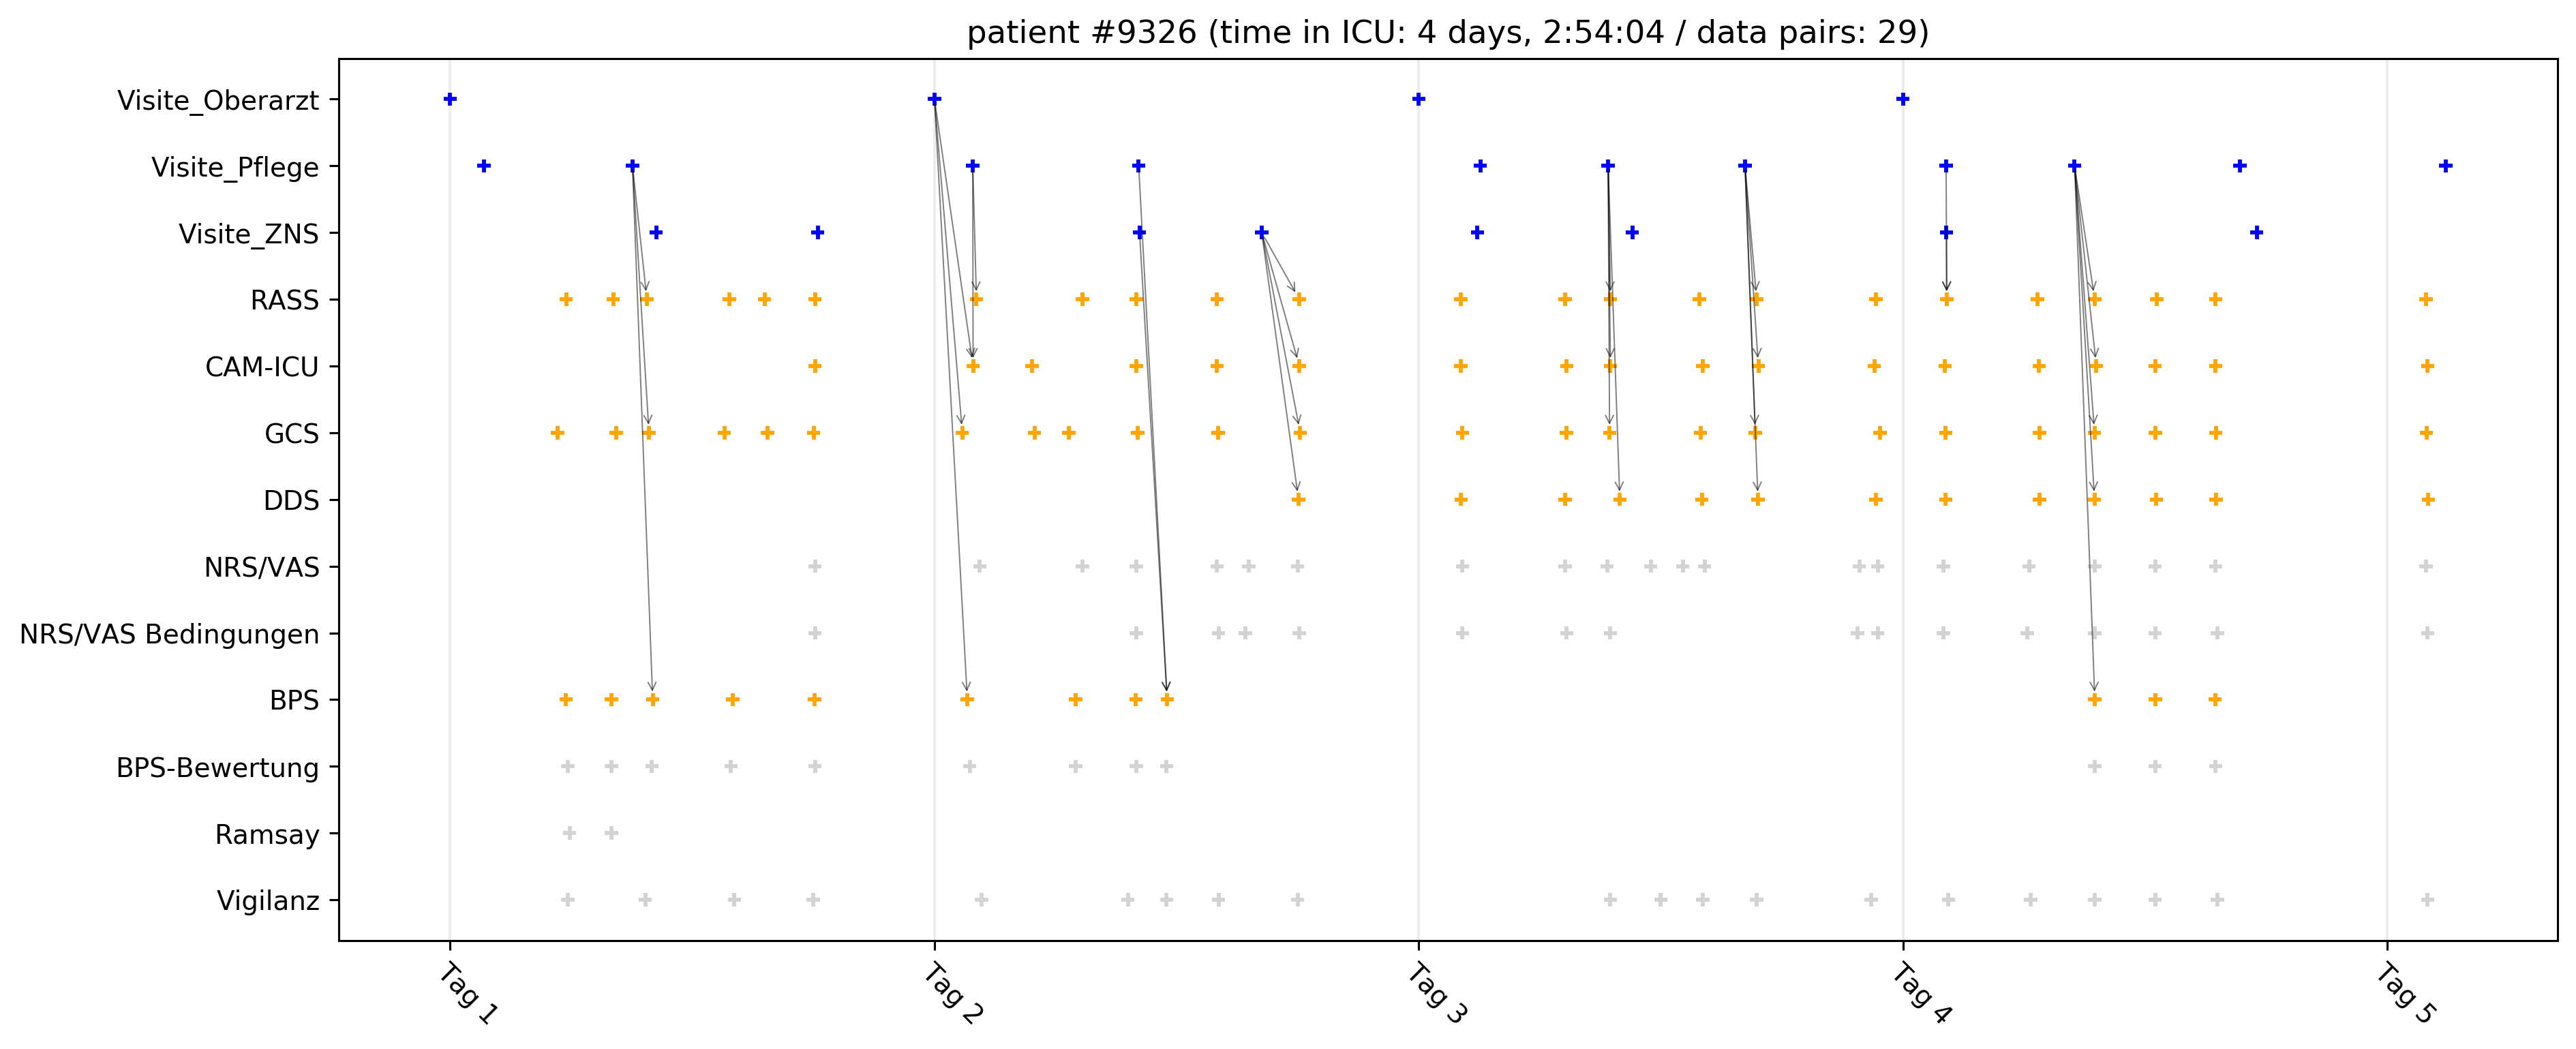 patient #9326 (time in ICU: 4 days, 2:54:04 / data pairs: 29)
Visite_Oberarzt
Visite_Pflege
Visite_ZNS
RASS
CAM-ICU
GCS
DDS
NRS/VAS
NRS/VAS Bedingungen
BPS
BPS-Bewertung
Ramsay
Vigilanz
Tag 1
Tag 2
Tag 3
Tag 4
Tag 5